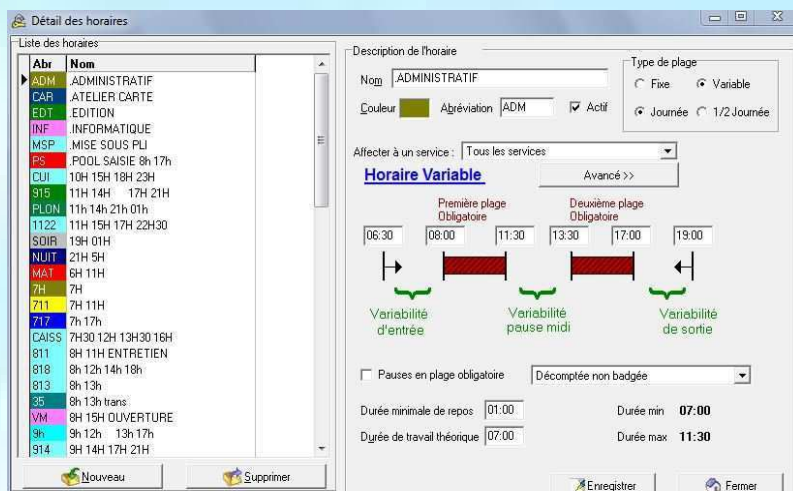 Détail des horaires
Liste des horaires
Abr Nom
ADM .ADMINISTRATIF
CAR .ATELIER CARTE
EDT .EDITION
INF .INFORMATIQUE
MSP .MISE SOUS PLI
PS .POOL SAISIE 8h 17h
CUI 10H 15H 18H 23H
915 11H 14H 17H 21H
PLON 11h 14h 21h 01h
1122 11H 15H 17H 22H30
SOIR 19H 01H
NUIT 21H 5H
MAT 6H 11H
7H 7H
711 7H 11H
717 7h 17h
CAISS 7H30 12H 13H30 16H
811 8H 11H ENTRETIEN
818 8h 12h 14h 18h
813 8h 13h
35 8h 13h trans
VM 8H 15H OUVERTURE
9h 9h 12h 13h 17h
914 9H 14H 17H 21H
Nouveau Supprimer
Description de l'horaire
Nom .ADMINISTRATIF
Couleur Abréviation ADM Actif
Type de plage
Fixe Variable
Journée 1/2 Journée
Affecter à un service : Tous les services
Horaire Variable Avancé >>
Première plage Obligatoire
Deuxième plage Obligatoire
06:30 08:00 11:30 13:30 17:00 19:00
Variabilité d'entrée
Variabilité pause midi
Variabilité de sortie
Pauses en plage obligatoire Décomptée non badgée
Durée minimale de repos 01:00 Durée min 07:00
Durée de travail théorique 07:00 Durée max 11:30
Enregistrer Fermer